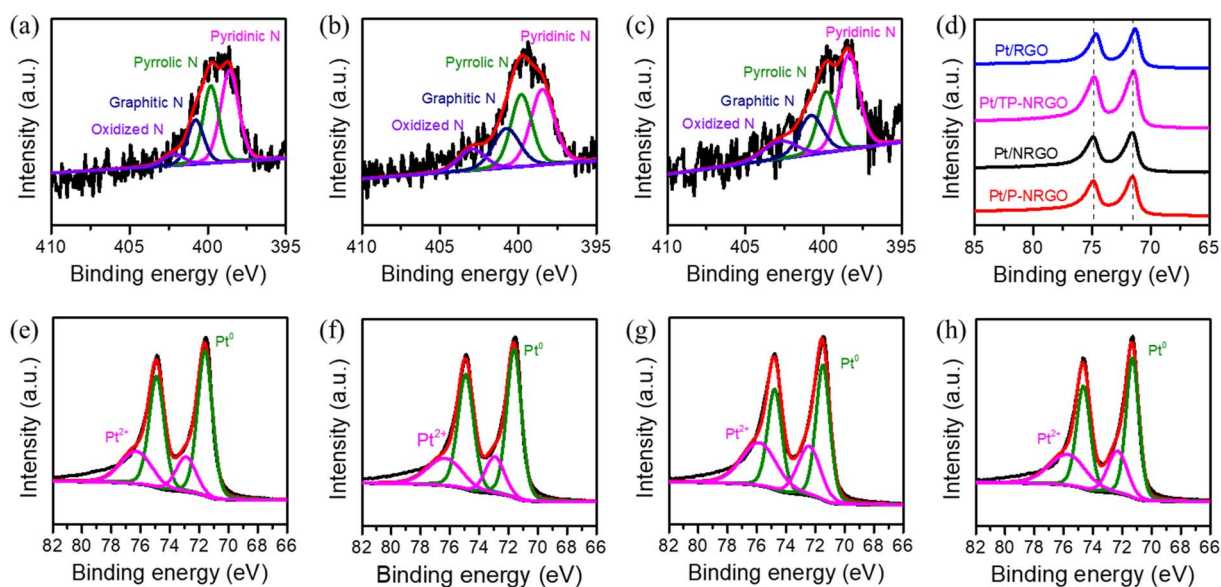 (a)
Pyridinic N
Pyrrolic N
Graphitic N
Oxidized N
Intensity (a.u.)
410 405 400 395
Binding energy (eV)
(b)
Pyridinic N
Pyrrolic N
Graphitic N
Oxidized N
Intensity (a.u.)
410 405 400 395
Binding energy (eV)
(c)
Pyridinic N
Pyrrolic N
Graphitic N
Oxidized N
Intensity (a.u.)
410 405 400 395
Binding energy (eV)
(d)
Pt/RGO
Pt/TP-NRGO
Pt/NRGO
Pt/P-NRGO
Intensity (a.u.)
85 80 75 70 65
Binding energy (eV)
(e)
Pt⁰
Pt²⁺
Intensity (a.u.)
82 80 78 76 74 72 70 68 66
Binding energy (eV)
(f)
Pt⁰
Pt²⁺
Intensity (a.u.)
82 80 78 76 74 72 70 68 66
Binding energy (eV)
(g)
Pt⁰
Pt²⁺
Intensity (a.u.)
82 80 78 76 74 72 70 68 66
Binding energy (eV)
(h)
Pt⁰
Pt²⁺
Intensity (a.u.)
82 80 78 76 74 72 70 68 66
Binding energy (eV)